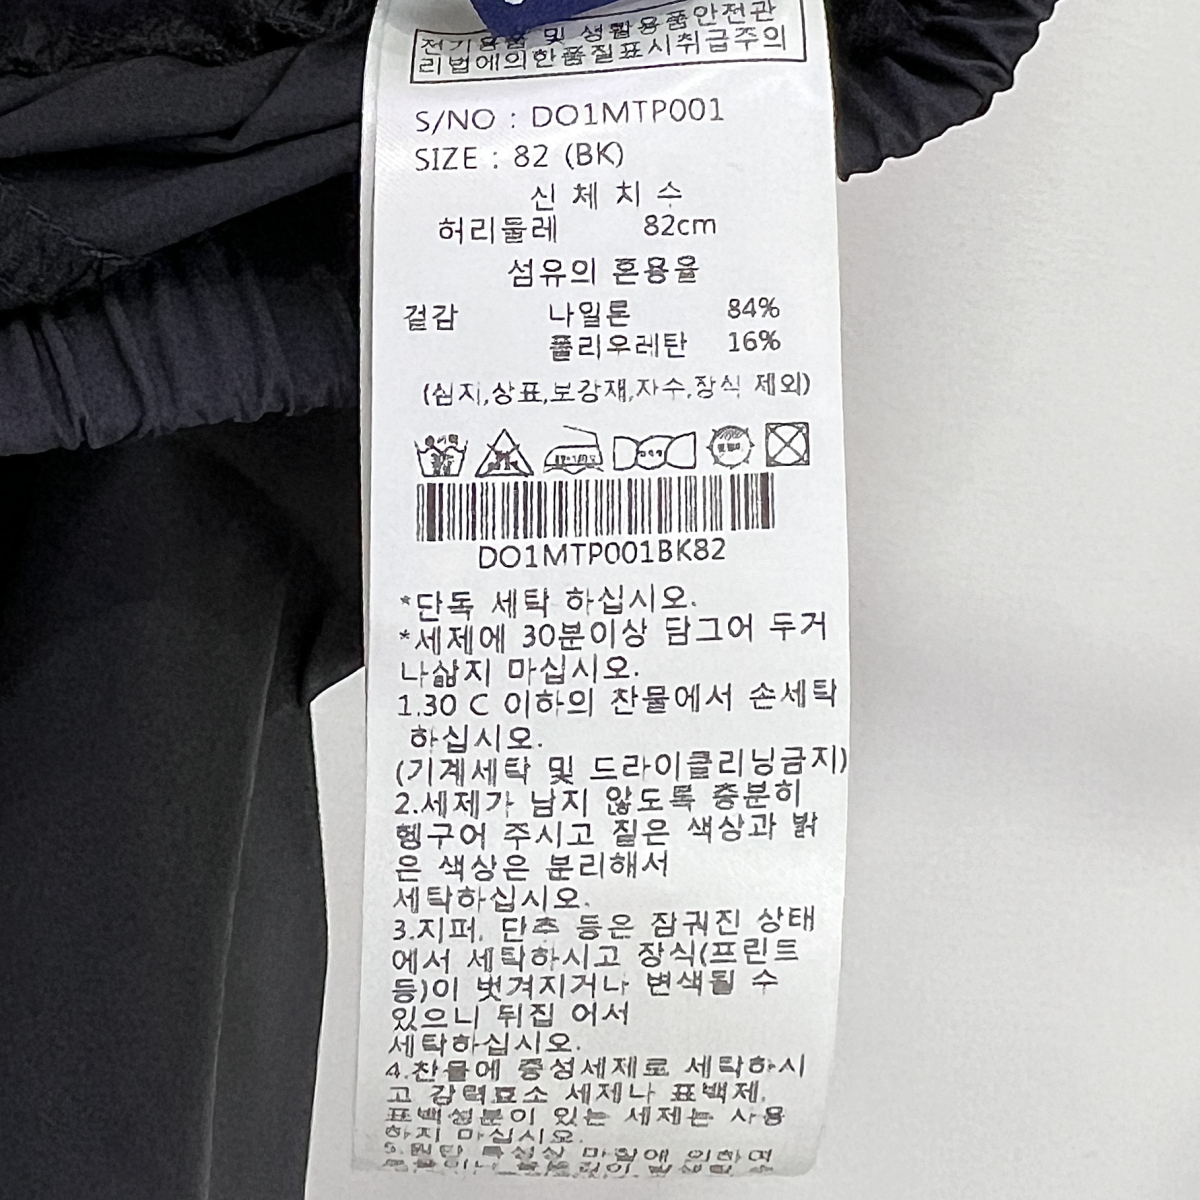 전기용품 및 생활용품안전관
리법에의한품질표시취급주의
S/NO : DO1MTP001
SIZE : 82 (BK)
신 체 치 수
허리둘레 82cm
섬유의 혼용율
겉감 나일론 84%
폴리우레탄 16%
(심지,상표,보강재,자수,장식 제외)
DO1MTP001BK82
*단독 세탁 하십시오.
*세제에 30분이상 담그어 두거
나삶지 마십시오.
1.30 C 이하의 찬물에서 손세탁
하십시오.
(기계세탁 및 드라이클리닝금지)
2.세제가 남지 않도록 충분히
헹구어 주시고 짙은 색상과 밝
은 색상은 분리해서
세탁하십시오.
3.지퍼, 단추 등은 잠궈진 상태
에서 세탁하시고 장식(프린트
등)이 벗겨지거나 변색될 수
있으니 뒤집 어서
세탁하십시오.
4.찬물에 중성세제로 세탁하시
고 강력효소 세제나 표백제,
표백성분이 있는 세제는 사용
하지 마십시오.
5.원단 특성상 마찰에 의하여